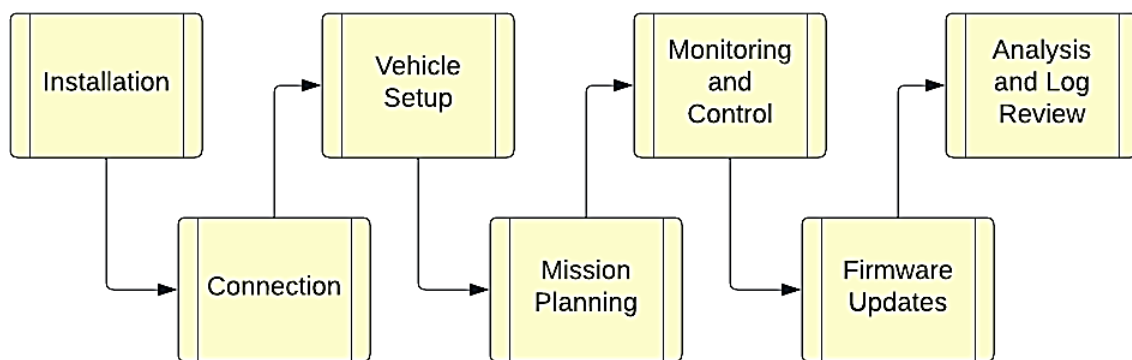 Installation
Connection
Vehicle
Setup
Mission
Planning
Monitoring
and
Control
Firmware
Updates
Analysis
and Log
Review